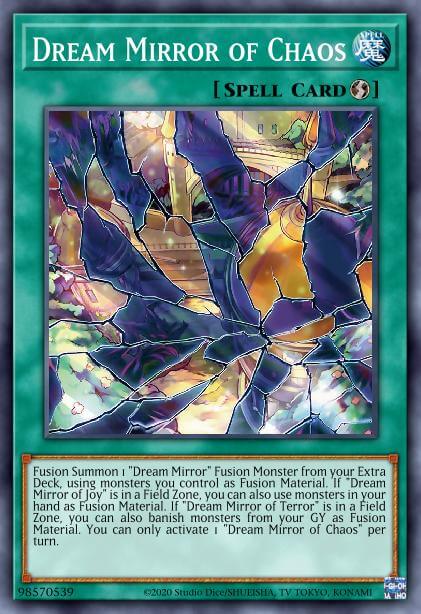 Dream Mirror of Chaos
SPELL 魔
[Spell Card]
Fusion Summon 1 "Dream Mirror" Fusion Monster from your Extra
Deck, using monsters you control as Fusion Material. If "Dream
Mirror of Joy" is in a Field Zone, you can also use monsters in your
hand as Fusion Material. If "Dream Mirror of Terror" is in a Field
Zone, you can also banish monsters from your GY as Fusion
Material. You can only activate 1 "Dream Mirror of Chaos" per
turn.
98570539
©2020 Studio Dice/SHUEISHA, TV TOKYO, KONAMI